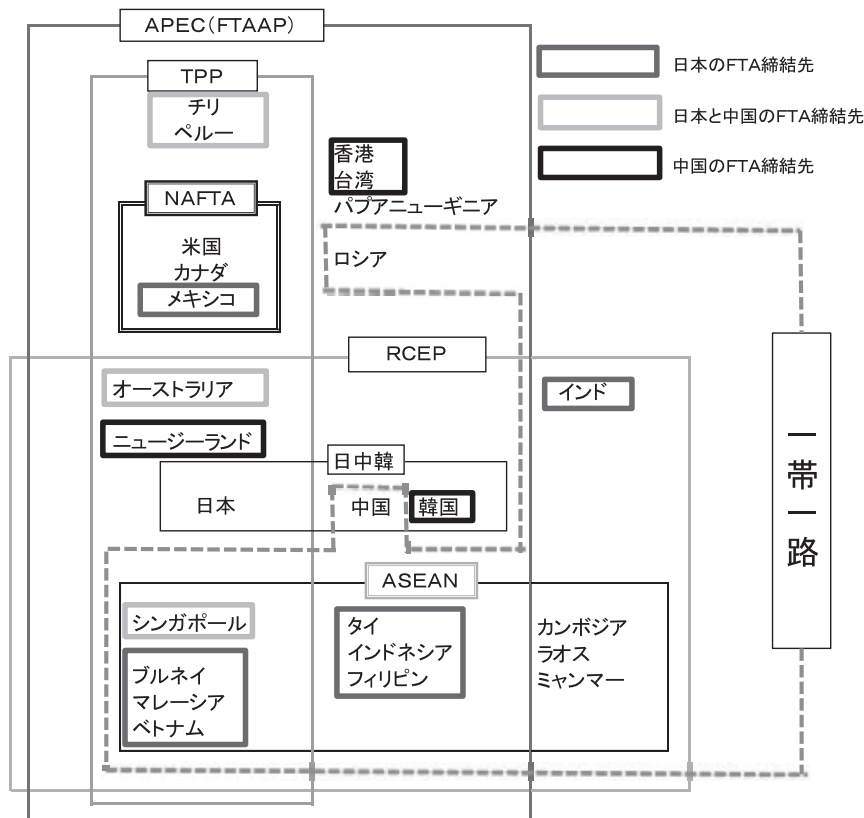 APEC(FTAAP)
TPP
チリ
ペルー
日本のFTA締結先
日本と中国のFTA締結先
中国のFTA締結先
香港
台湾
パプアニューギニア
NAFTA
米国
カナダ
メキシコ
ロシア
RCEP
オーストラリア
インド
ニュージーランド
日中韓
日本
中国
韓国
一帯一路
ASEAN
シンガポール
ブルネイ
マレーシア
ベトナム
タイ
インドネシア
フィリピン
カンボジア
ラオス
ミャンマー